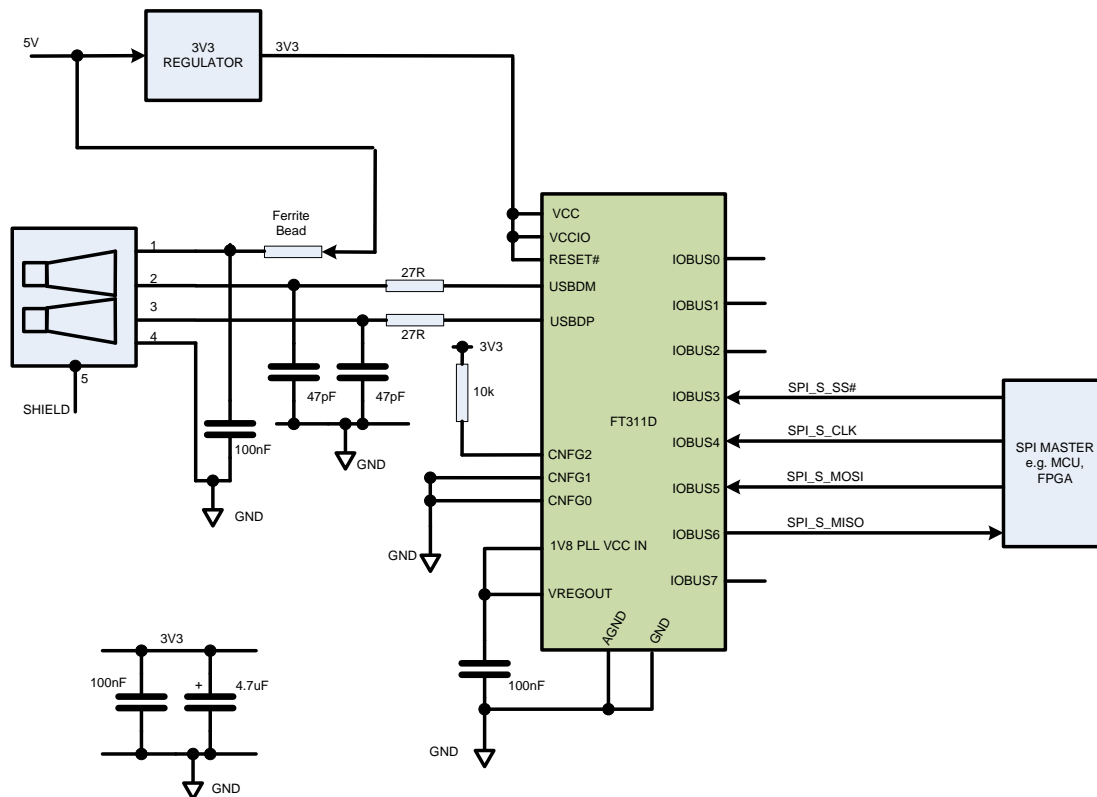 5V
3V3
REGULATOR
3V3
Ferrite
Bead
1
2
3
4
5
SHIELD
27R
27R
47pF
47pF
100nF
GND
GND
3V3
10k
GND
VCC
VCCIO
RESET#
USBDM
USBDP
CNFG2
CNFG1
CNFG0
1V8 PLL VCC IN
VREGOUT
AGND
GND
FT311D
IOBUS0
IOBUS1
IOBUS2
IOBUS3
IOBUS4
IOBUS5
IOBUS6
IOBUS7
SPI_S_SS#
SPI_S_CLK
SPI_S_MOSI
SPI_S_MISO
SPI MASTER
e.g. MCU,
FPGA
100nF
GND
3V3
100nF
+
4.7uF
GND